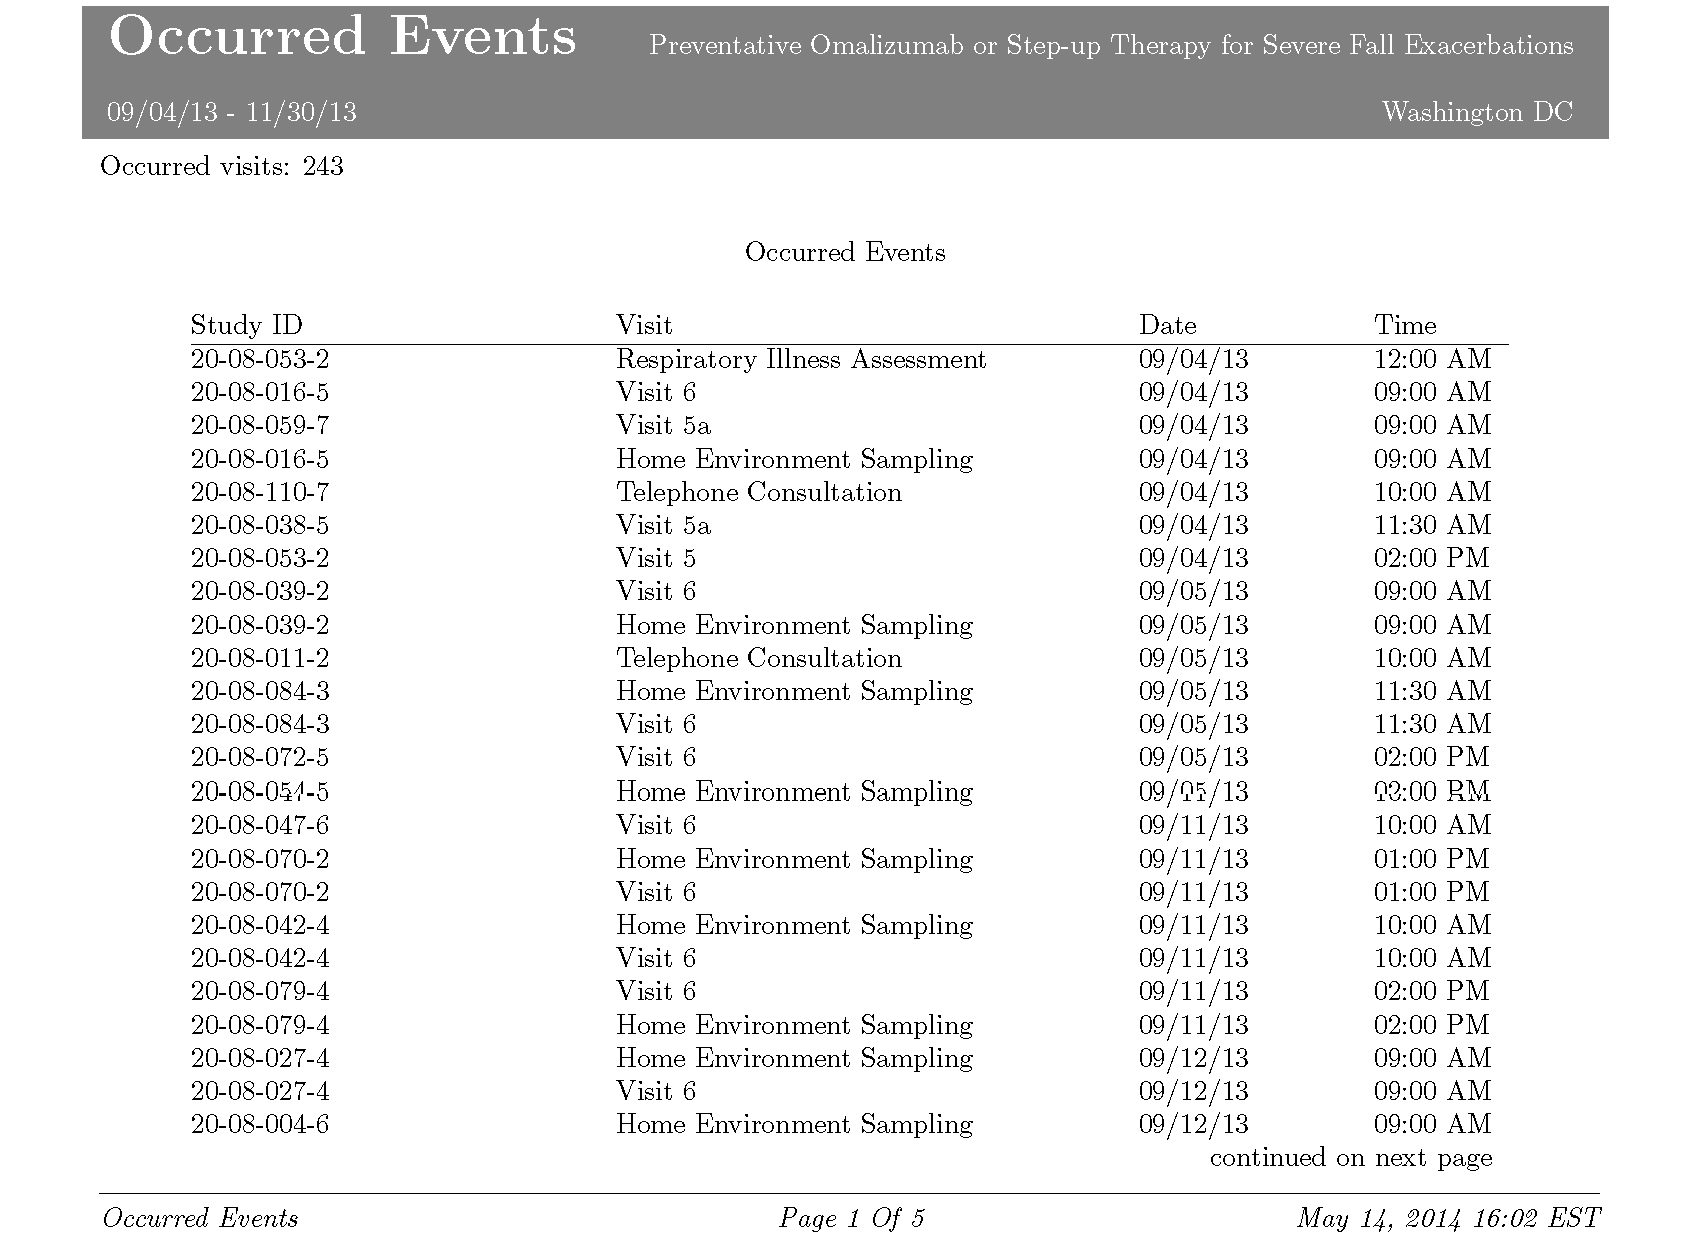 Occurred Events
Preventative Omalizumab or Step-up Therapy for Severe Fall Exacerbations
09/04/13 - 11/30/13
Washington DC
Occurred visits: 243
Occurred Events
Study ID Visit Date Time
20-08-053-2 Respiratory Illness Assessment 09/04/13 12:00 AM
20-08-016-5 Visit 6 09/04/13 09:00 AM
20-08-059-7 Visit 5a 09/04/13 09:00 AM
20-08-016-5 Home Environment Sampling 09/04/13 09:00 AM
20-08-110-7 Telephone Consultation 09/04/13 10:00 AM
20-08-038-5 Visit 5a 09/04/13 11:30 AM
20-08-053-2 Visit 5 09/04/13 02:00 PM
20-08-039-2 Visit 6 09/05/13 09:00 AM
20-08-039-2 Home Environment Sampling 09/05/13 09:00 AM
20-08-011-2 Telephone Consultation 09/05/13 10:00 AM
20-08-084-3 Home Environment Sampling 09/05/13 11:30 AM
20-08-084-3 Visit 6 09/05/13 11:30 AM
20-08-072-5 Visit 6 09/05/13 02:00 PM
Home Environment Sampling
20-08-047-6 Visit 6 09/11/13 10:00 AM
20-08-070-2 Home Environment Sampling 09/11/13 01:00 PM
20-08-070-2 Visit 6 09/11/13 01:00 PM
20-08-042-4 Home Environment Sampling 09/11/13 10:00 AM
20-08-042-4 Visit 6 09/11/13 10:00 AM
20-08-079-4 Visit 6 09/11/13 02:00 PM
20-08-079-4 Home Environment Sampling 09/11/13 02:00 PM
20-08-027-4 Home Environment Sampling 09/12/13 09:00 AM
20-08-027-4 Visit 6 09/12/13 09:00 AM
20-08-004-6 Home Environment Sampling 09/12/13 09:00 AM
continued on next page
Occurred Events Page 1 Of 5 May 14, 2014 16:02 EST